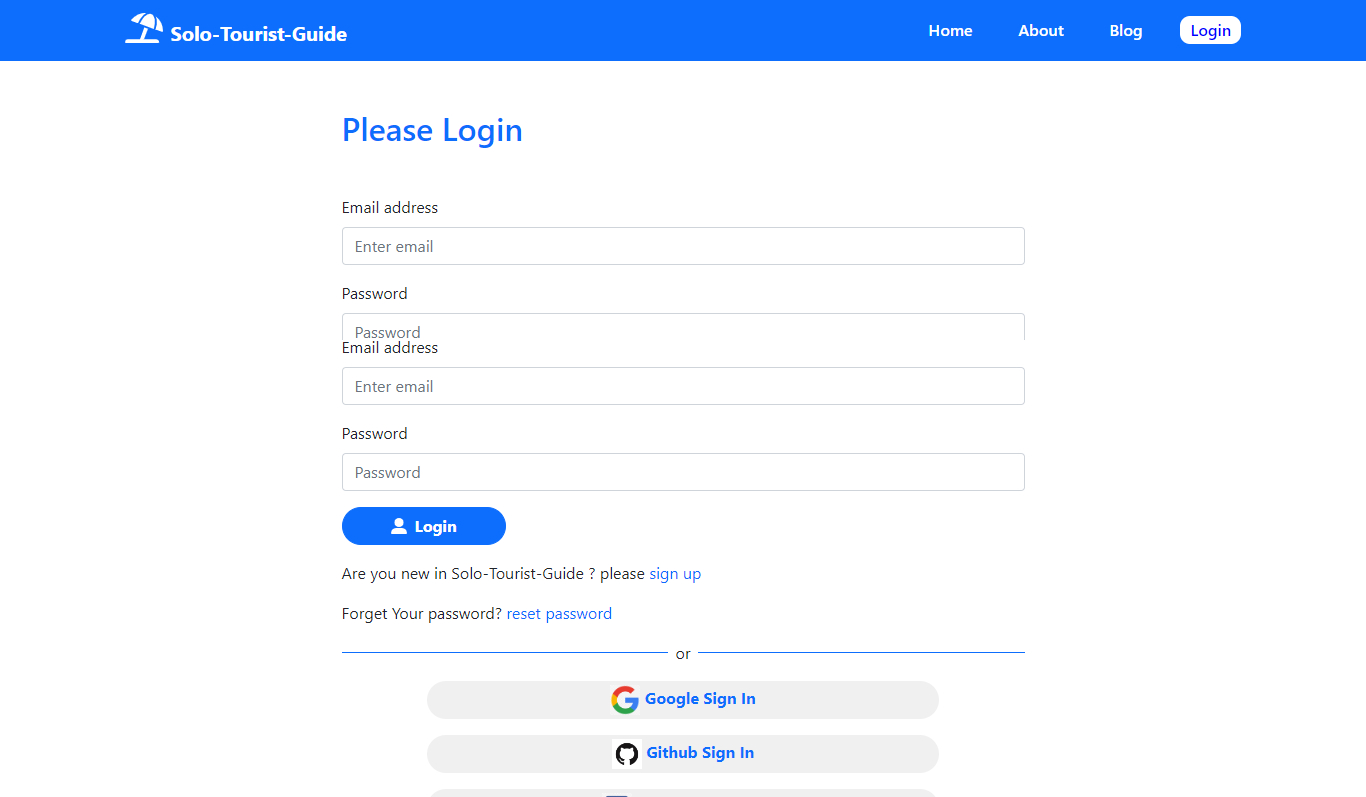 Solo-Tourist-Guide Home About Blog Login
Please Login
Email address
Enter email
Password
Password
Email address
Enter email
Password
Password
Login
Are you new in Solo-Tourist-Guide ? please sign up
Forget Your password? reset password
or
Google Sign In
Github Sign In